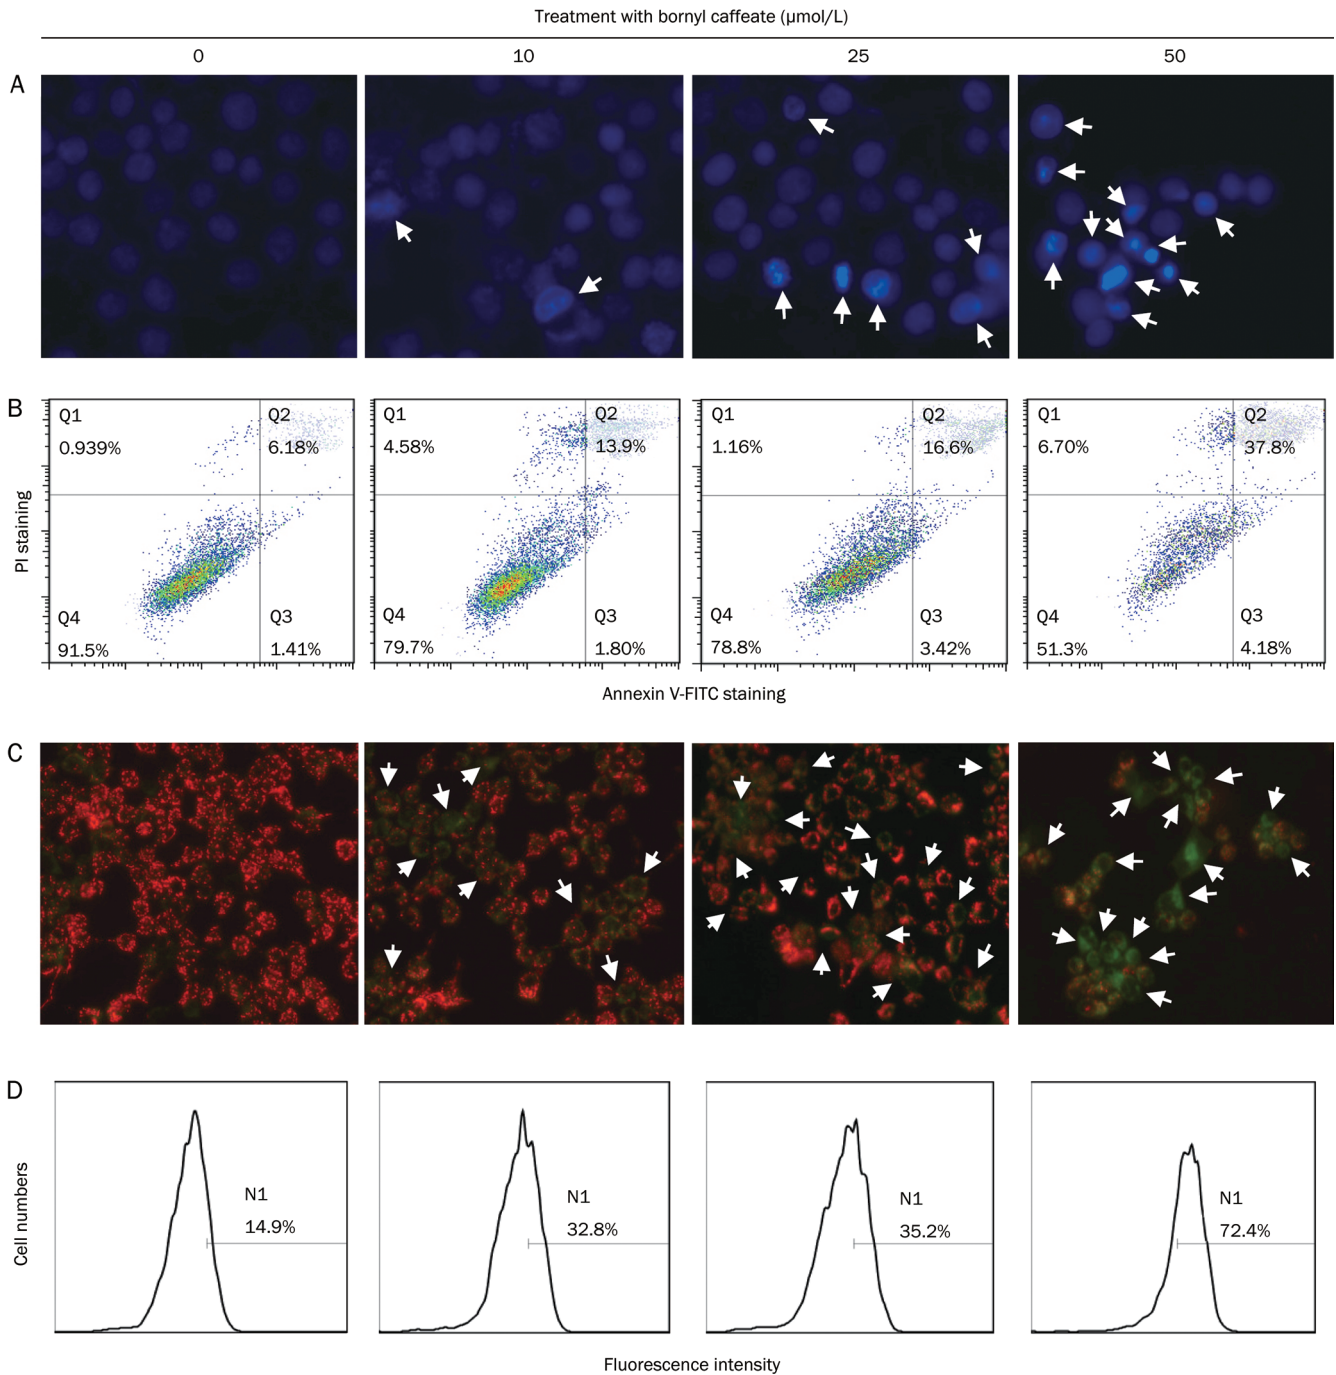 Treatment with bornyl caffeate (µmol/L)
0 10 25 50
A
B
Q1 Q2 Q1 Q2 Q1 Q2 Q1 Q2
0.939% 6.18% 4.58% 13.9% 1.16% 16.6% 6.70% 37.8%
PI staining
Q4 Q3 Q4 Q3 Q4 Q3 Q4 Q3
91.5% 1.41% 79.7% 1.80% 78.8% 3.42% 51.3% 4.18%
Annexin V-FITC staining
C
D
Cell numbers
N1 N1 N1 N1
14.9% 32.8% 35.2% 72.4%
Fluorescence intensity